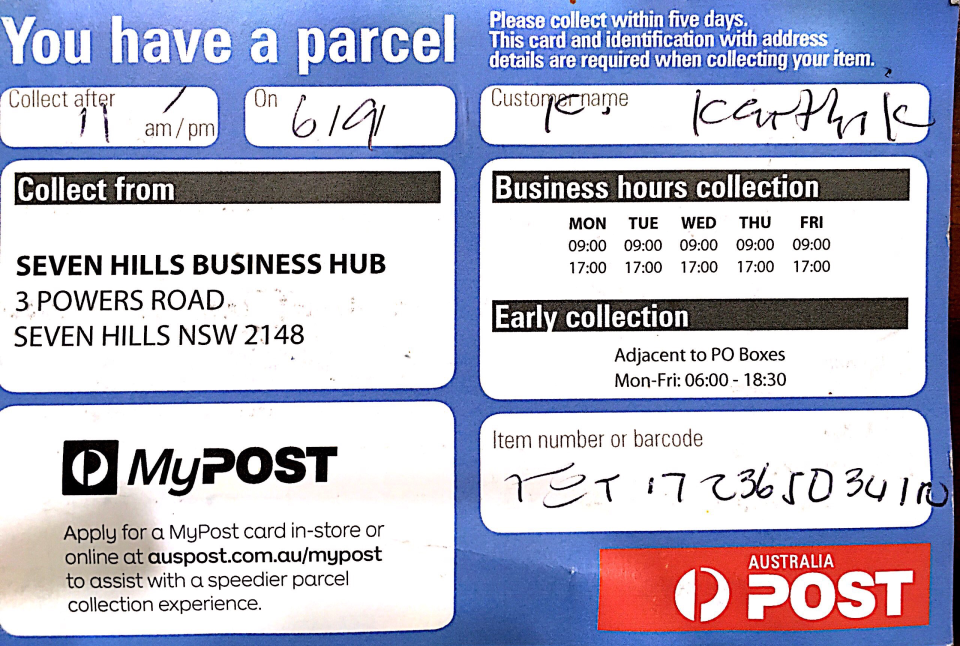 You have a parcel
Please collect within five days.
This card and identification with address
details are required when collecting your item.
Collect after
11
am/pm
On
6/9/
Customer name
K. Karthik
Collect from
SEVEN HILLS BUSINESS HUB
3 POWERS ROAD
SEVEN HILLS NSW 2148
Business hours collection
MON TUE WED THU FRI
09:00 09:00 09:00 09:00 09:00
17:00 17:00 17:00 17:00 17:00
Early collection
Adjacent to PO Boxes
Mon-Fri: 06:00 - 18:30
MyPOST
Apply for a MyPost card in-store or
online at auspost.com.au/mypost
to assist with a speedier parcel
collection experience.
Item number or barcode
AUSTRALIA
POST